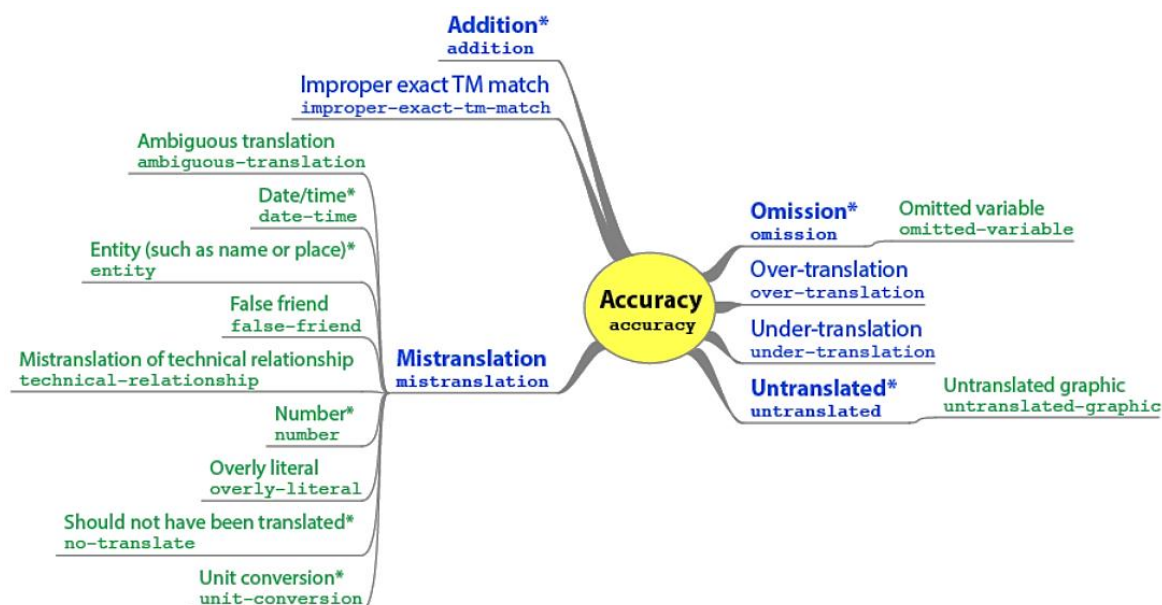 Addition*
addition
Improper exact TM match
improper-exact-tm-match
Ambiguous translation
ambiguous-translation
Date/time*
date-time
Entity (such as name or place)*
entity
False friend
false-friend
Mistranslation of technical relationship
technical-relationship
Number*
number
Overly literal
overly-literal
Should not have been translated*
no-translate
Unit conversion*
unit-conversion
Mistranslation
mistranslation
Accuracy
accuracy
Omission*
omission
Omitted variable
omitted-variable
Over-translation
over-translation
Under-translation
under-translation
Untranslated*
untranslated
Untranslated graphic
untranslated-graphic